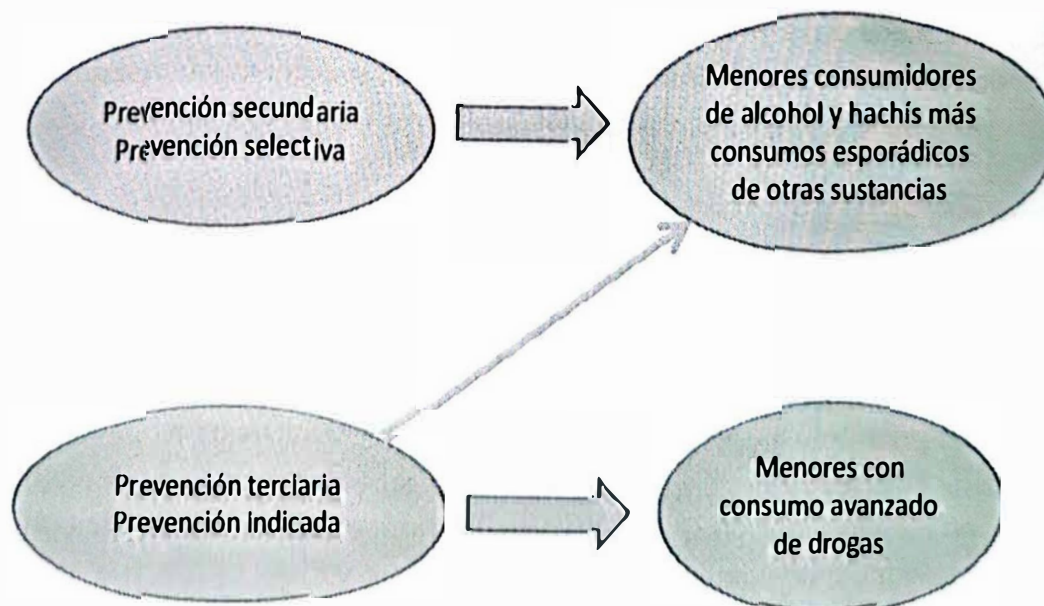 Prevención secundaria
Prevención selectiva
Menores consumidores
de alcohol y hachís más
consumos esporádicos
de otras sustancias
Prevención terciaria
Prevención indicada
Menores con
consumo avanzado
de drogas